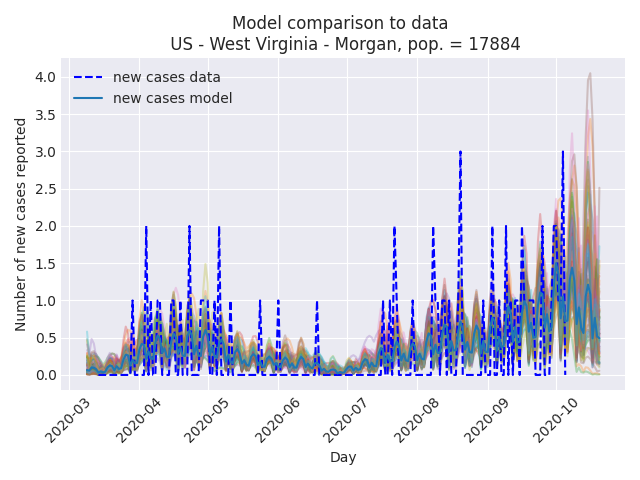 Model comparison to data
US - West Virginia - Morgan, pop. = 17884
new cases data
new cases model
Number of new cases reported
4.0
3.5
3.0
2.5
2.0
1.5
1.0
0.5
0.0
2020-03
2020-04
2020-05
2020-06
2020-07
2020-08
2020-09
2020-10
Day